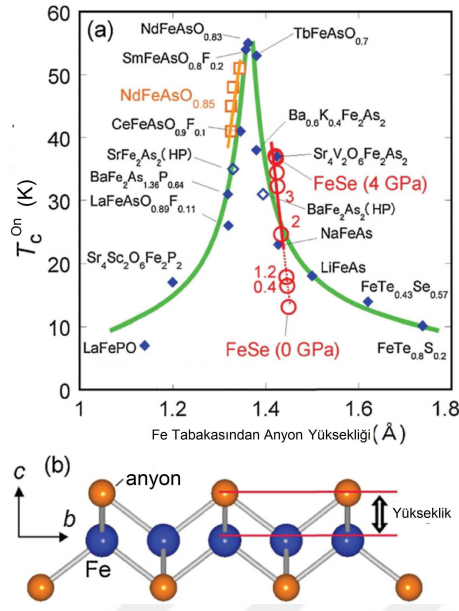 (a)
NdFeAsO0.83
TbFeAsO0.7
SmFeAsO0.8F0.2
NdFeAsO0.85
CeFeAsO0.9F0.1
Ba0.6K0.4Fe2As2
SrFe2As2(HP)
Sr4V2O6Fe2As2
BaFe2As1.36P0.64
FeSe (4 GPa)
LaFeAsO0.89F0.11
3
BaFe2As2(HP)
2
NaFeAs
Sr4Sc2O6Fe2P2
1.2
LiFeAs
0.4
FeTe0.43Se0.57
LaFePO
FeSe (0 GPa)
FeTe0.8S0.2
TcOn (K)
60
50
40
30
20
10
0
1 1.2 1.4 1.6 1.8
Fe Tabakasından Anyon Yüksekliği (Å)
(b)
c
b
anyon
Fe
Yükseklik